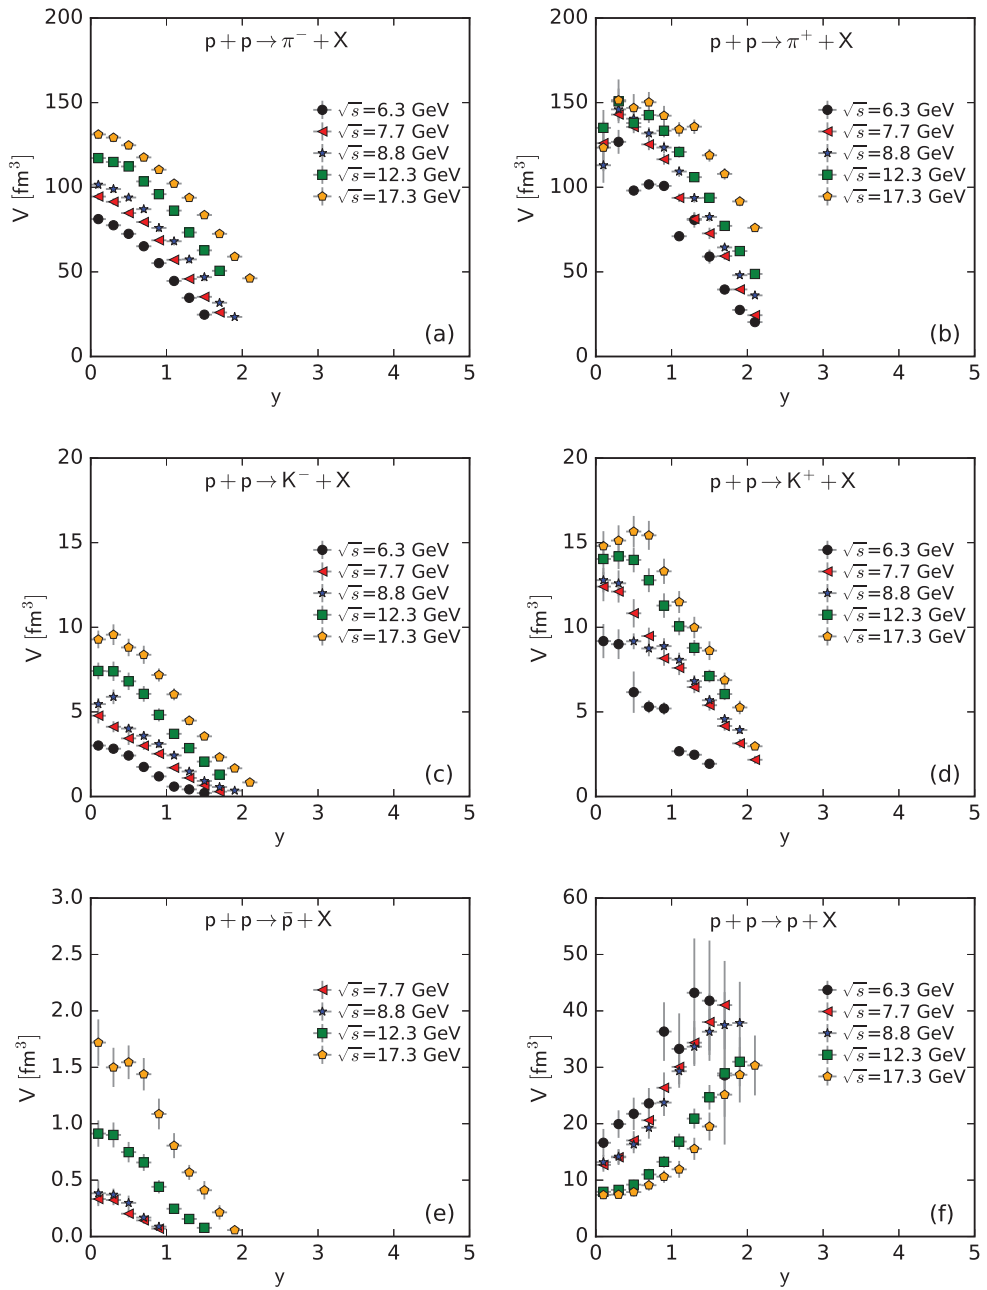 200
p + p → π⁻ + X
150
√s=6.3 GeV
√s=7.7 GeV
√s=8.8 GeV
√s=12.3 GeV
√s=17.3 GeV
V [fm³]
100
50
(a)
0
0 1 2 3 4 5
y
200
p + p → π⁺ + X
150
√s=6.3 GeV
√s=7.7 GeV
√s=8.8 GeV
√s=12.3 GeV
√s=17.3 GeV
V [fm³]
100
50
(b)
0
0 1 2 3 4 5
y
20
p + p → K⁻ + X
15
√s=6.3 GeV
√s=7.7 GeV
√s=8.8 GeV
√s=12.3 GeV
√s=17.3 GeV
V [fm³]
10
5
(c)
0
0 1 2 3 4 5
y
20
p + p → K⁺ + X
15
√s=6.3 GeV
√s=7.7 GeV
√s=8.8 GeV
√s=12.3 GeV
√s=17.3 GeV
V [fm³]
10
5
(d)
0
0 1 2 3 4 5
y
3.0
p + p → p̄ + X
2.5
√s=7.7 GeV
√s=8.8 GeV
√s=12.3 GeV
√s=17.3 GeV
2.0
V [fm³]
1.5
1.0
0.5
(e)
0.0
0 1 2 3 4 5
y
60
p + p → p + X
50
√s=6.3 GeV
√s=7.7 GeV
√s=8.8 GeV
√s=12.3 GeV
√s=17.3 GeV
40
V [fm³]
30
20
10
(f)
0
0 1 2 3 4 5
y